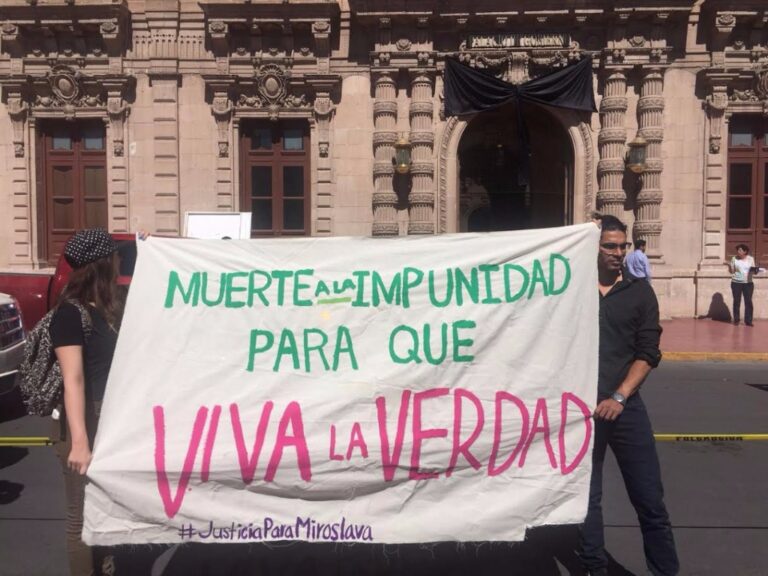 MUERTE A LA IMPUNIDAD
PARA QUE
VIVA LA VERDAD
#JusticiaParaMiroslava